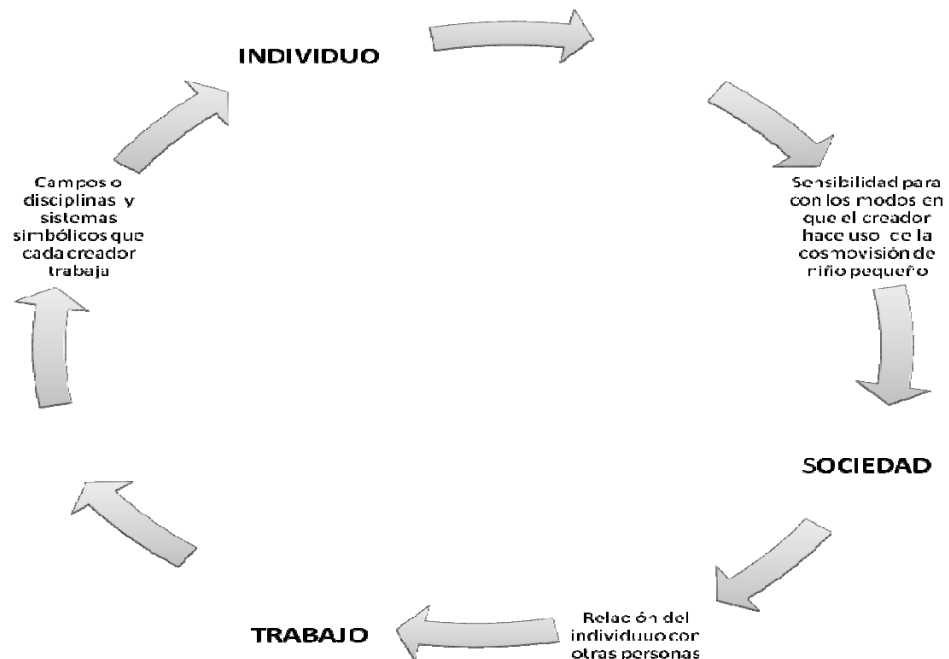 INDIVIDUO
Sensibilidad para
con los modos en
que el creador
hace uso de la
cosmovisión de
niño pequeño
SOCIEDAD
Relación del
individuuo con
otras personas
TRABAJO
Campos o
disciplinas y
sistemas
simbólicos que
cada creador
trabaja